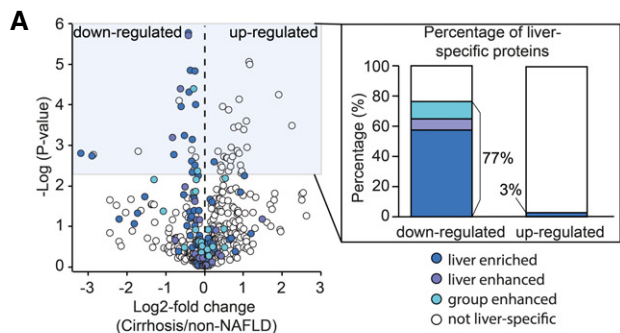 A
down-regulated
up-regulated
-Log (P-value)
6
5
4
3
2
1
0
-3
-2
-1
0
1
2
3
Log2-fold change
(Cirrhosis/non-NAFLD)
Percentage of liver-
specific proteins
Percentage (%)
100
80
60
40
20
0
77%
3%
down-regulated
up-regulated
liver enriched
liver enhanced
group enhanced
not liver-specific